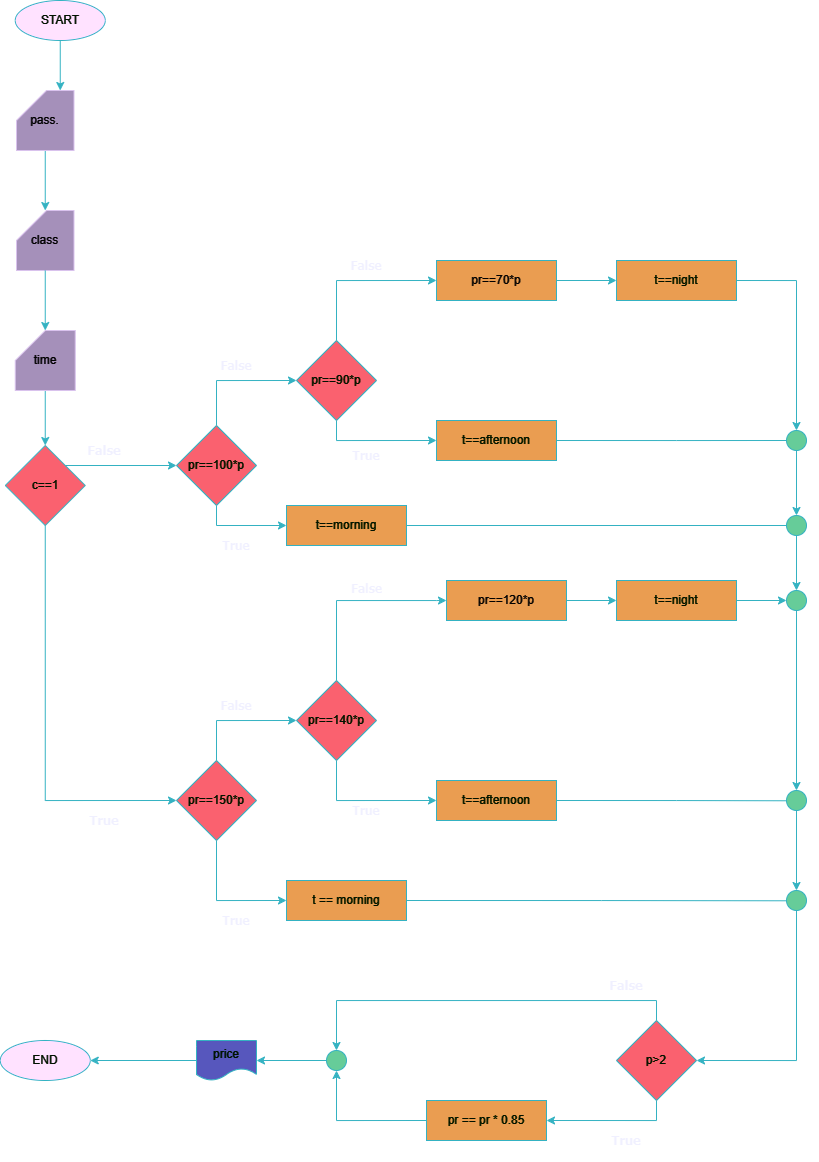 START
pass.
class
time
c==1
False
True
pr==100*p
False
True
pr==90*p
False
True
pr==70*p
t==night
t==afternoon
t==morning
pr==150*p
False
True
pr==140*p
False
True
pr==120*p
t==night
t==afternoon
t == morning
p>2
False
True
pr == pr * 0.85
price
END